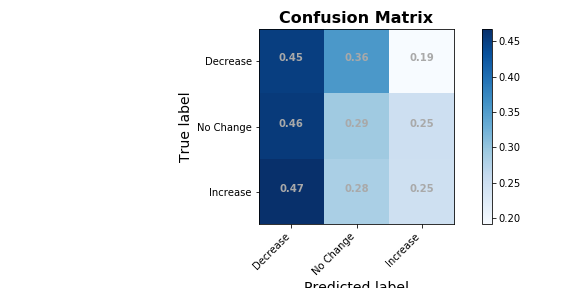 Confusion Matrix
True label
Decrease 0.45 0.36 0.19
No Change 0.46 0.29 0.25
Increase 0.47 0.28 0.25
Decrease No Change Increase
Predicted label
0.45
0.40
0.35
0.30
0.25
0.20